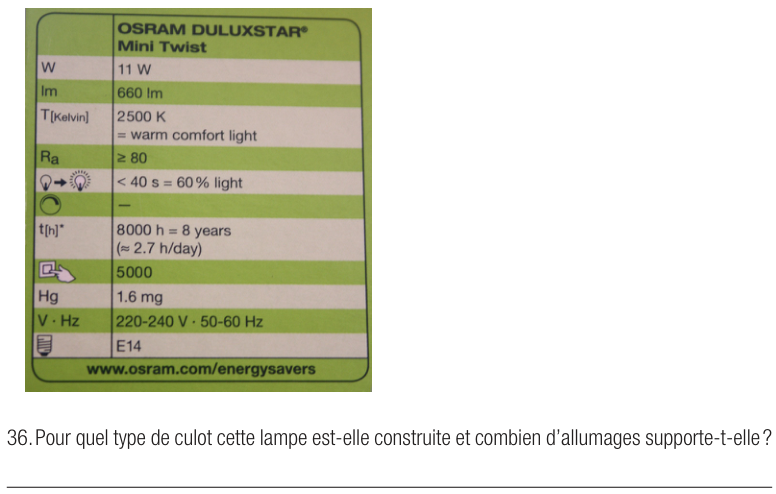 OSRAM DULUXSTAR®
Mini Twist
W 11 W
lm 660 lm
T[Kelvin] 2500 K
= warm comfort light
Ra ≥ 80
< 40 s = 60 % light
—
t[h]* 8000 h = 8 years
(≈ 2.7 h/day)
5000
Hg 1.6 mg
V · Hz 220-240 V · 50-60 Hz
E14
www.osram.com/energysavers
36. Pour quel type de culot cette lampe est-elle construite et combien d’allumages supporte-t-elle ?